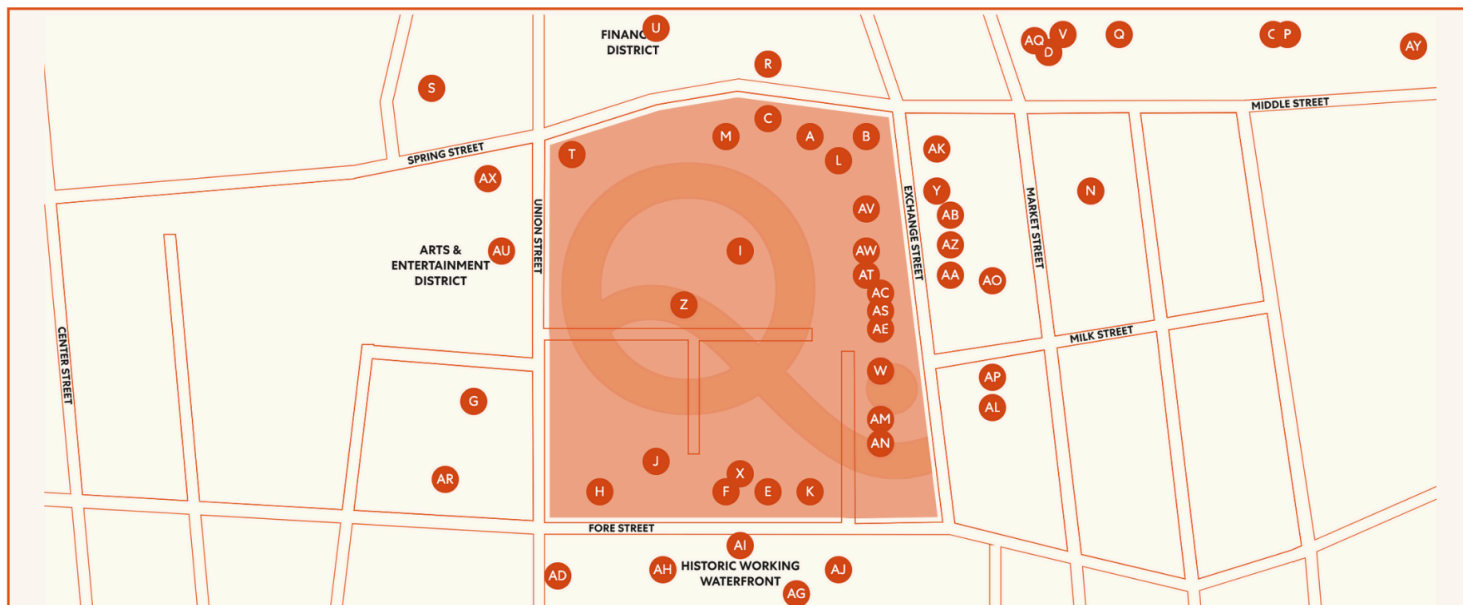 U
FINANC
DISTRICT
R
S
AQ
D
V
Q
C
P
AY
MIDDLE STREET
SPRING STREET
AX
T
M
C
A
L
B
AK
Y
AB
AZ
AA
AO
N
AV
AW
AT
AC
AS
AE
I
Z
UNION STREET
EXCHANGE STREET
MARKET STREET
ARTS &
ENTERTAINMENT
DISTRICT
AU
CENTER STREET
MILK STREET
W
AP
AL
G
AM
AN
AR
J
H
X
F
E
K
FORE STREET
AI
AD
AH
HISTORIC WORKING
WATERFRONT
AJ
AG